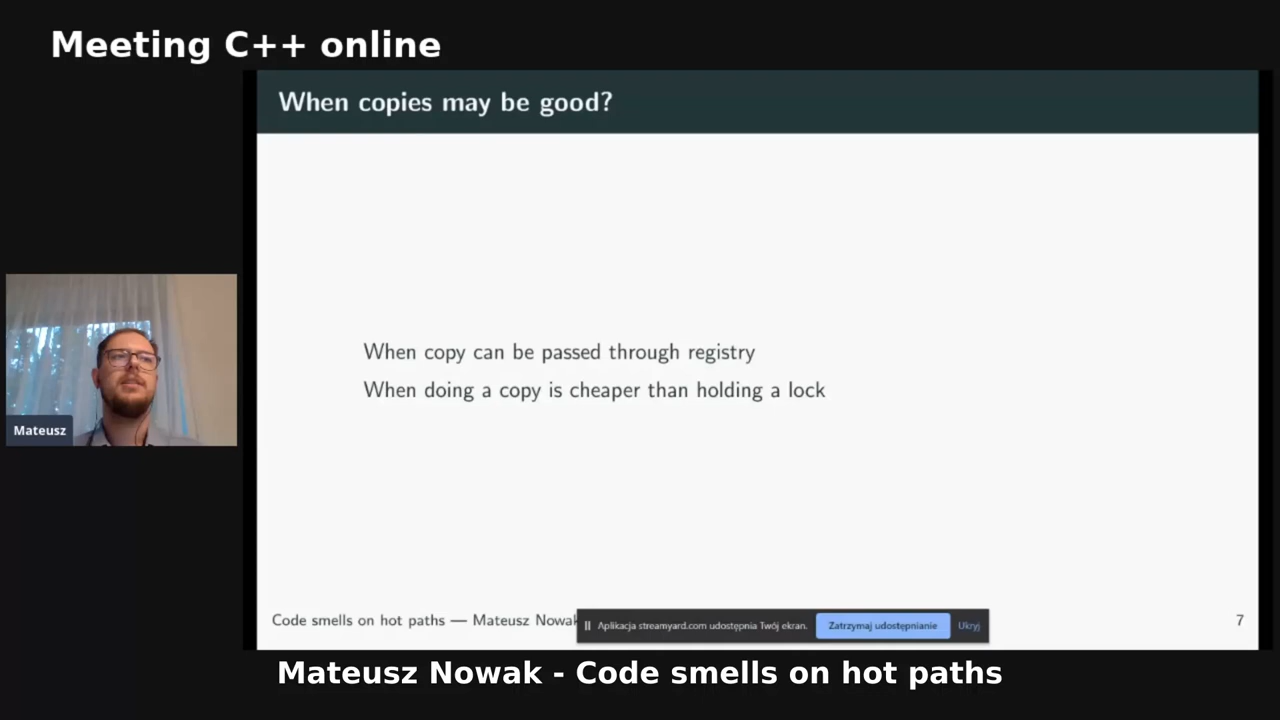 Meeting C++ online
When copies may be good?
When copy can be passed through registry
When doing a copy is cheaper than holding a lock
Mateusz
Code smells on hot paths — Mateusz Nowak
Aplikacja streamyard.com udostępnia Twój ekran.
Zatrzymaj udostępnianie
Ukryj
7
Mateusz Nowak - Code smells on hot paths